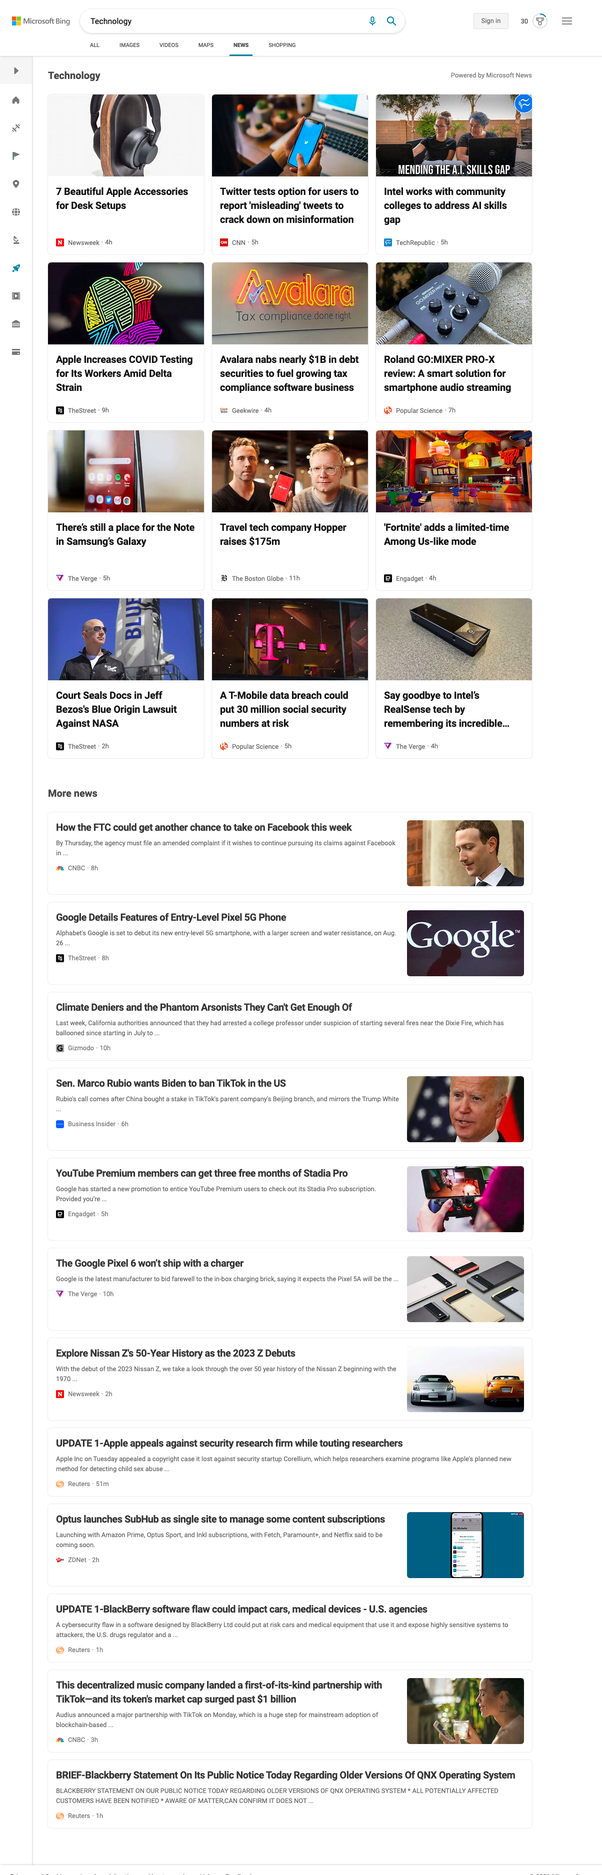 Microsoft Bing
Technology
Sign in
30
ALL
IMAGES
VIDEOS
MAPS
NEWS
SHOPPING
Technology
Powered by Microsoft News
MENDING THE A.I. SKILLS GAP
7 Beautiful Apple Accessories
for Desk Setups
Newsweek · 4h
Twitter tests option for users to
report 'misleading' tweets to
crack down on misinformation
CNN · 5h
Intel works with community
colleges to address AI skills
gap
TechRepublic · 5h
Avalara
Tax compliance done right
Apple Increases COVID Testing
for Its Workers Amid Delta
Strain
TheStreet · 9h
Avalara nabs nearly $1B in debt
securities to fuel growing tax
compliance software business
Geekwire · 4h
Roland GO:MIXER PRO-X
review: A smart solution for
smartphone audio streaming
Popular Science · 7h
There's still a place for the Note
in Samsung's Galaxy
The Verge · 5h
Travel tech company Hopper
raises $175m
The Boston Globe · 11h
'Fortnite' adds a limited-time
Among Us-like mode
Engadget · 4h
BLUE
T
Court Seals Docs in Jeff
Bezos's Blue Origin Lawsuit
Against NASA
TheStreet · 2h
A T-Mobile data breach could
put 30 million social security
numbers at risk
Popular Science · 5h
Say goodbye to Intel's
RealSense tech by
remembering its incredible...
The Verge · 4h
More news
How the FTC could get another chance to take on Facebook this week
By Thursday, the agency must file an amended complaint if it wishes to continue pursuing its claims against Facebook
in ...
CNBC · 8h
Google Details Features of Entry-Level Pixel 5G Phone
Alphabet's Google is set to debut its new entry-level 5G smartphone, with a larger screen and water resistance, on Aug.
26 ...
TheStreet · 8h
Google™
Climate Deniers and the Phantom Arsonists They Can't Get Enough Of
Last week, California authorities announced that they had arrested a college professor under suspicion of starting several fires near the Dixie Fire, which has
ballooned since starting in July to ...
Gizmodo · 10h
Sen. Marco Rubio wants Biden to ban TikTok in the US
Rubio's call comes after China bought a stake in TikTok's parent company's Beijing branch, and mirrors the Trump White
...
Business Insider · 6h
YouTube Premium members can get three free months of Stadia Pro
Google has started a new promotion to entice YouTube Premium users to check out its Stadia Pro subscription.
Provided you're ...
Engadget · 5h
The Google Pixel 6 won't ship with a charger
Google is the latest manufacturer to bid farewell to the in-box charging brick, saying it expects the Pixel 5A will be the ...
The Verge · 10h
Explore Nissan Z's 50-Year History as the 2023 Z Debuts
With the debut of the 2023 Nissan Z, we take a look through the over 50 year history of the Nissan Z beginning with the
1970 ...
Newsweek · 2h
UPDATE 1-Apple appeals against security research firm while touting researchers
Apple Inc on Tuesday appealed a copyright case it lost against security startup Corellium, which helps researchers examine programs like Apple's planned new
method for detecting child sex abuse ...
Reuters · 51m
Optus launches SubHub as single site to manage some content subscriptions
Launching with Amazon Prime, Optus Sport, and Inkl subscriptions, with Fetch, Paramount+, and Netflix said to be
coming soon.
ZDNet · 2h
UPDATE 1-BlackBerry software flaw could impact cars, medical devices - U.S. agencies
A cybersecurity flaw in a software designed by BlackBerry Ltd could put at risk cars and medical equipment that use it and expose highly sensitive systems to
attackers, the U.S. drugs regulator and a ...
Reuters · 1h
This decentralized music company landed a first-of-its-kind partnership with
TikTok—and its token's market cap surged past $1 billion
Audius announced a major partnership with TikTok on Monday, which is a huge step for mainstream adoption of
blockchain-based ...
CNBC · 3h
BRIEF-Blackberry Statement On Its Public Notice Today Regarding Older Versions Of QNX Operating System
BLACKBERRY STATEMENT ON OUR PUBLIC NOTICE TODAY REGARDING OLDER VERSIONS OF QNX OPERATING SYSTEM * ALL POTENTIALLY AFFECTED
CUSTOMERS HAVE BEEN NOTIFIED * AWARE OF MATTER,CAN CONFIRM IT DOES NOT ...
Reuters · 1h